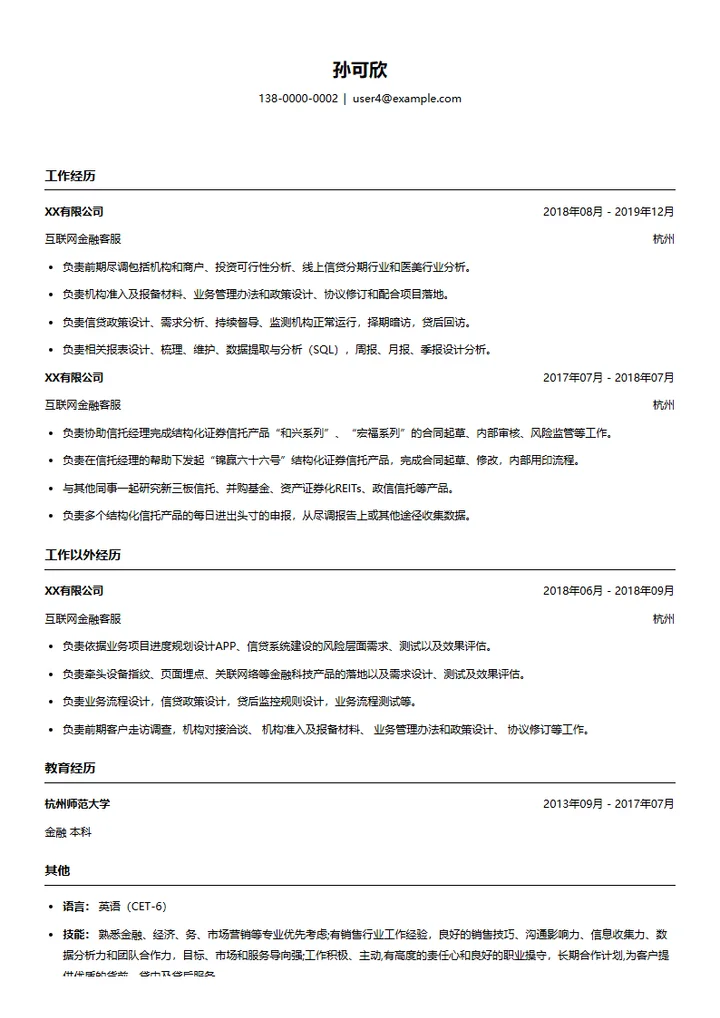 孙可欣
138-0000-0002 | user4@example.com
工作经历
XX有限公司 2018年08月 - 2019年12月
互联网金融客服 杭州
• 负责前期尽调包括机构和商户、投资可行性分析、线上信贷分期行业和医美行业分析。
• 负责机构准入及报备材料、业务管理办法和政策设计、协议修订和配合项目落地。
• 负责信贷政策设计、需求分析、持续督导、监测机构正常运行，择期暗访，贷后回访。
• 负责相关报表设计、梳理、维护、数据提取与分析（SQL），周报、月报、季报设计分析。
XX有限公司 2017年07月 - 2018年07月
互联网金融客服 杭州
• 负责协助信托经理完成结构化证券信托产品“和兴系列”、“宏福系列”的合同起草、内部审核、风险监管等工作。
• 负责在信托经理的帮助下发起“锦赢六十六号”结构化证券信托产品，完成合同起草、修改，内部用印流程。
• 与其他同事一起研究新三板信托、并购基金、资产证券化REITs、政信信托等产品。
• 负责多个结构化信托产品的每日进出头寸的申报，从尽调报告上或其他途径收集数据。
工作以外经历
XX有限公司 2018年06月 - 2018年09月
互联网金融客服 杭州
• 负责依据业务项目进度规划设计APP、信贷系统建设的风险层面需求、测试以及效果评估。
• 负责牵头设备指纹、页面埋点、关联网络等金融科技产品的落地以及需求设计、测试及效果评估。
• 负责业务流程设计，信贷政策设计，贷后监控规则设计，业务流程测试等。
• 负责前期客户走访调查，机构对接洽谈、 机构准入及报备材料、 业务管理办法和政策设计、 协议修订等工作。
教育经历
杭州师范大学 2013年09月 - 2017年07月
金融 本科
其他
• 语言： 英语（CET-6）
• 技能： 熟悉金融、经济、务、市场营销等专业优先考虑;有销售行业工作经验，良好的销售技巧、沟通影响力、信息收集力、数
据分析力和团队合作力，目标、市场和服务导向强;工作积极、主动,有高度的责任心和良好的职业操守，长期合作计划,为客户提
供优质的贷前、贷中及贷后服务